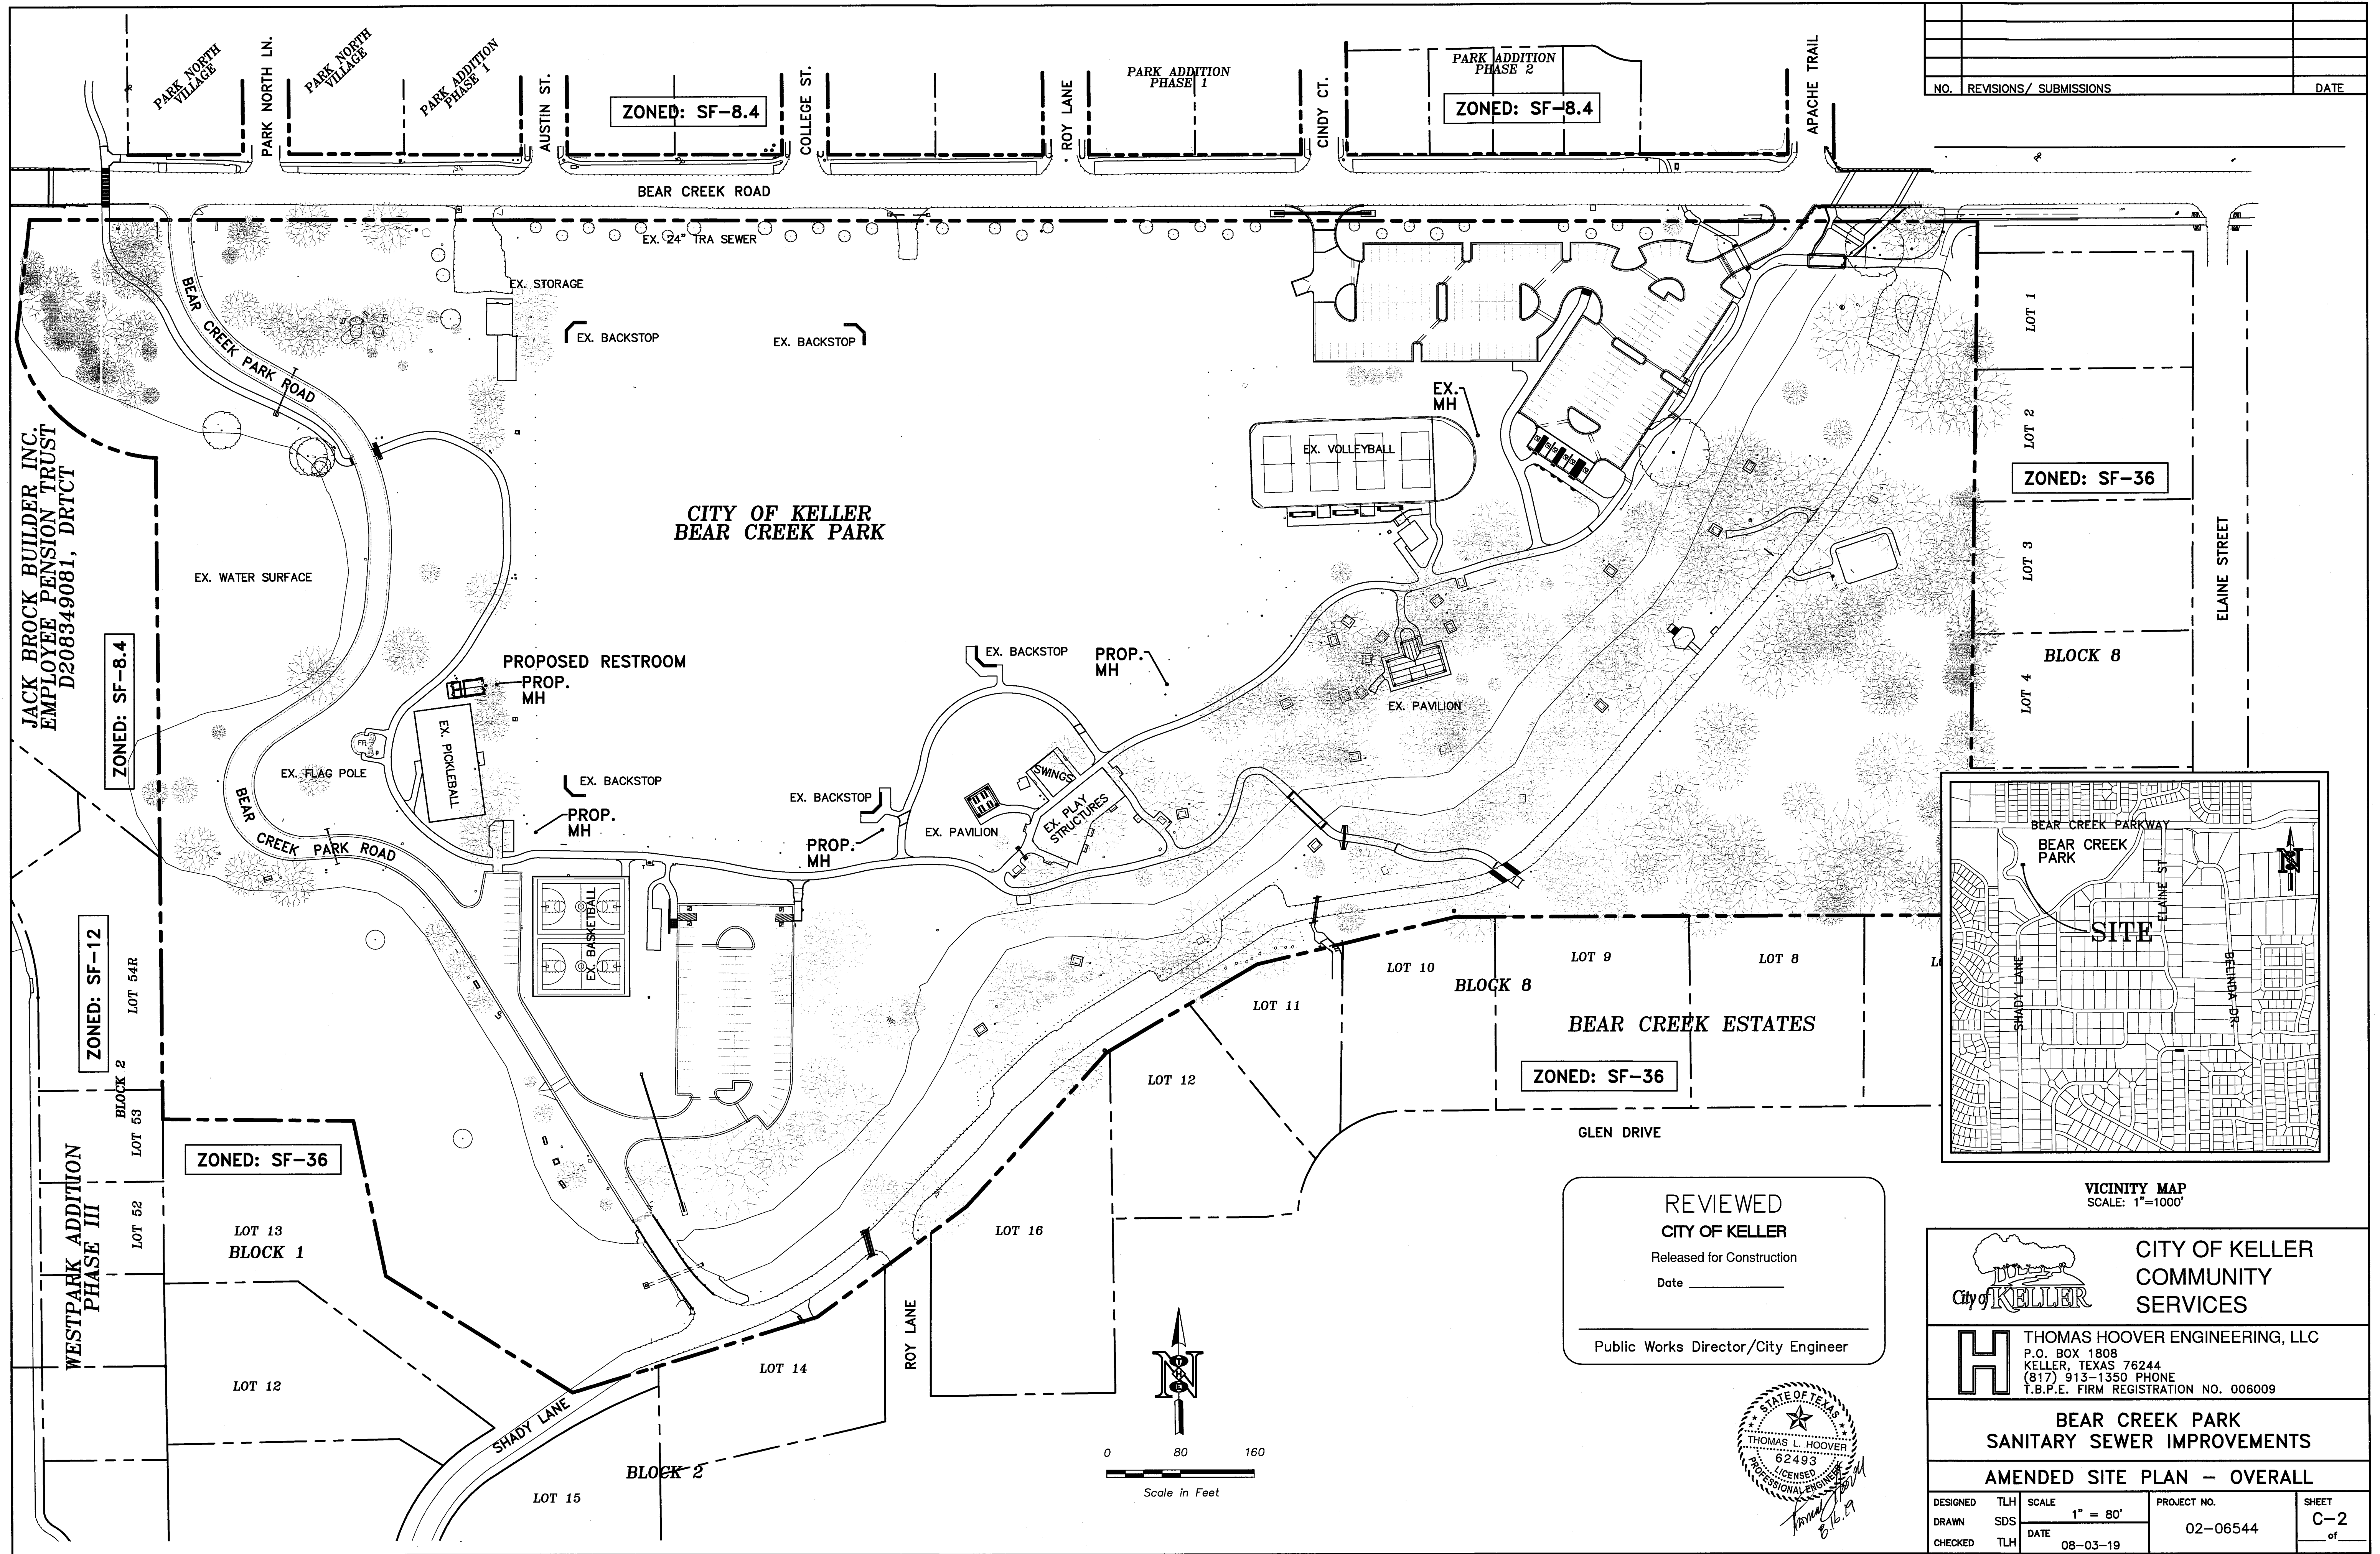 PARK NORTH
VILLAGE
PARK NORTH LN.
PARK NORTH
VILLAGE
PARK ADDITION
PHASE 1
AUSTIN ST.
ZONED: SF-8.4
COLLEGE ST.
ROY LANE
PARK ADDITION
PHASE 1
CINDY CT.
PARK ADDITION
PHASE 2
ZONED: SF-8.4
APACHE TRAIL
NO. REVISIONS/ SUBMISSIONS DATE
BEAR CREEK ROAD
EX. 24" TRA SEWER
EX. STORAGE
EX. BACKSTOP
EX. BACKSTOP
BEAR CREEK PARK ROAD
EX.
MH
EX. VOLLEYBALL
CITY OF KELLER
BEAR CREEK PARK
JACK BROCK BUILDER INC.
EMPLOYEE PENSION TRUST
D208349081, DRTCT
ZONED: SF-8.4
EX. WATER SURFACE
LOT 1
LOT 2
ZONED: SF-36
LOT 3
BLOCK 8
LOT 4
ELAINE STREET
PROPOSED RESTROOM
PROP.
MH
EX. BACKSTOP
PROP.
MH
EX. PAVILION
EX. PICKLEBALL
FP
EX. FLAG POLE
BEAR CREEK PARK ROAD
EX. BACKSTOP
PROP.
MH
EX. BACKSTOP
PROP.
MH
EX. PAVILION
SWINGS
EX. PLAY
STRUCTURES
EX. BASKETBALL
ZONED: SF-12
LOT 54R
BLOCK 2
LOT 53
LOT 52
WESTPARK ADDITION
PHASE III
ZONED: SF-36
LOT 13
BLOCK 1
LOT 12
LOT 10
BLOCK 8
LOT 9
LOT 8
LOT 11
BEAR CREEK ESTATES
LOT 12
ZONED: SF-36
GLEN DRIVE
LOT 16
ROY LANE
LOT 14
SHADY LANE
BLOCK 2
LOT 15
N
T
H
E
0 80 160
Scale in Feet
BEAR CREEK PARKWAY
BEAR CREEK
PARK
N
ELAINE ST
SITE
SHADY LANE
BELINDA DR.
VICINITY MAP
SCALE: 1"=1000'
REVIEWED
CITY OF KELLER
Released for Construction
Date
Public Works Director/City Engineer
STATE OF TEXAS
THOMAS L. HOOVER
62493
LICENSED
PROFESSIONAL ENGINEER
8.16.19
City of KELLER
CITY OF KELLER
COMMUNITY
SERVICES
H
THOMAS HOOVER ENGINEERING, LLC
P.O. BOX 1808
KELLER, TEXAS 76244
(817) 913-1350 PHONE
T.B.P.E. FIRM REGISTRATION NO. 006009
BEAR CREEK PARK
SANITARY SEWER IMPROVEMENTS
AMENDED SITE PLAN - OVERALL
DESIGNED TLH
DRAWN SDS
CHECKED TLH
SCALE
1" = 80'
DATE
08-03-19
PROJECT NO.
02-06544
SHEET
C-2
of